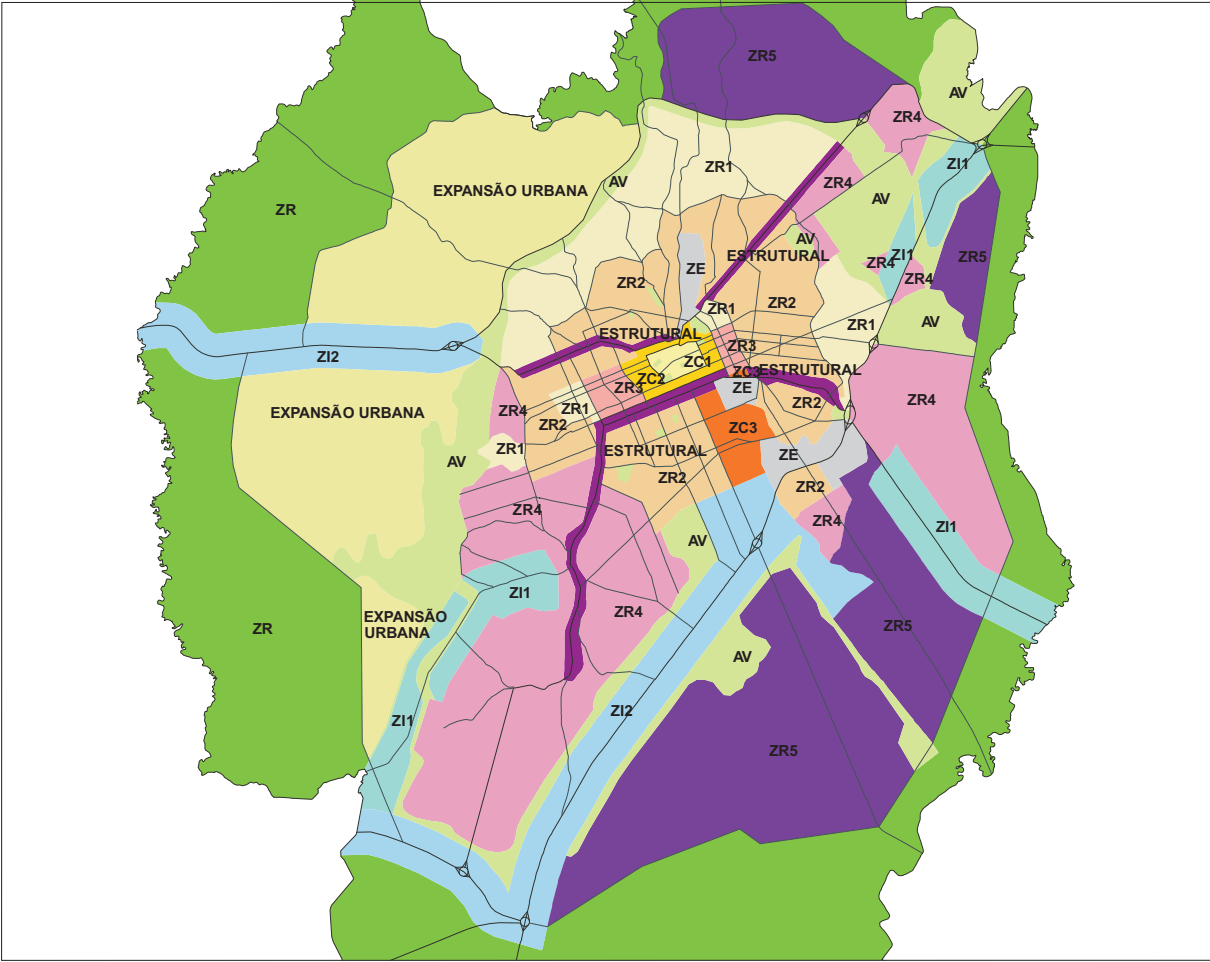 ZR5
AV
ZR4
ZI1
ZR1
AV
ZR4
EXPANSÃO URBANA
AV
ZR
AV
ESTRUTURAL
ZI1
ZR4
ZR5
ZE
ZR4
ZR2
ZR2
ZR1
AV
ZR1
ESTRUTURAL
ZR3
ZI2
ZC1
ZC3
ESTRUTURAL
ZC2
ZR3
ZE
ZR4
EXPANSÃO URBANA
ZR1
ZR2
ZR4
ZR2
ZC3
ZR1
ESTRUTURAL
ZE
AV
ZR2
ZR2
ZR4
ZR4
ZI1
AV
ZI1
ZR4
EXPANSÃO
URBANA
ZR
ZR5
AV
ZI2
ZI1
ZR5